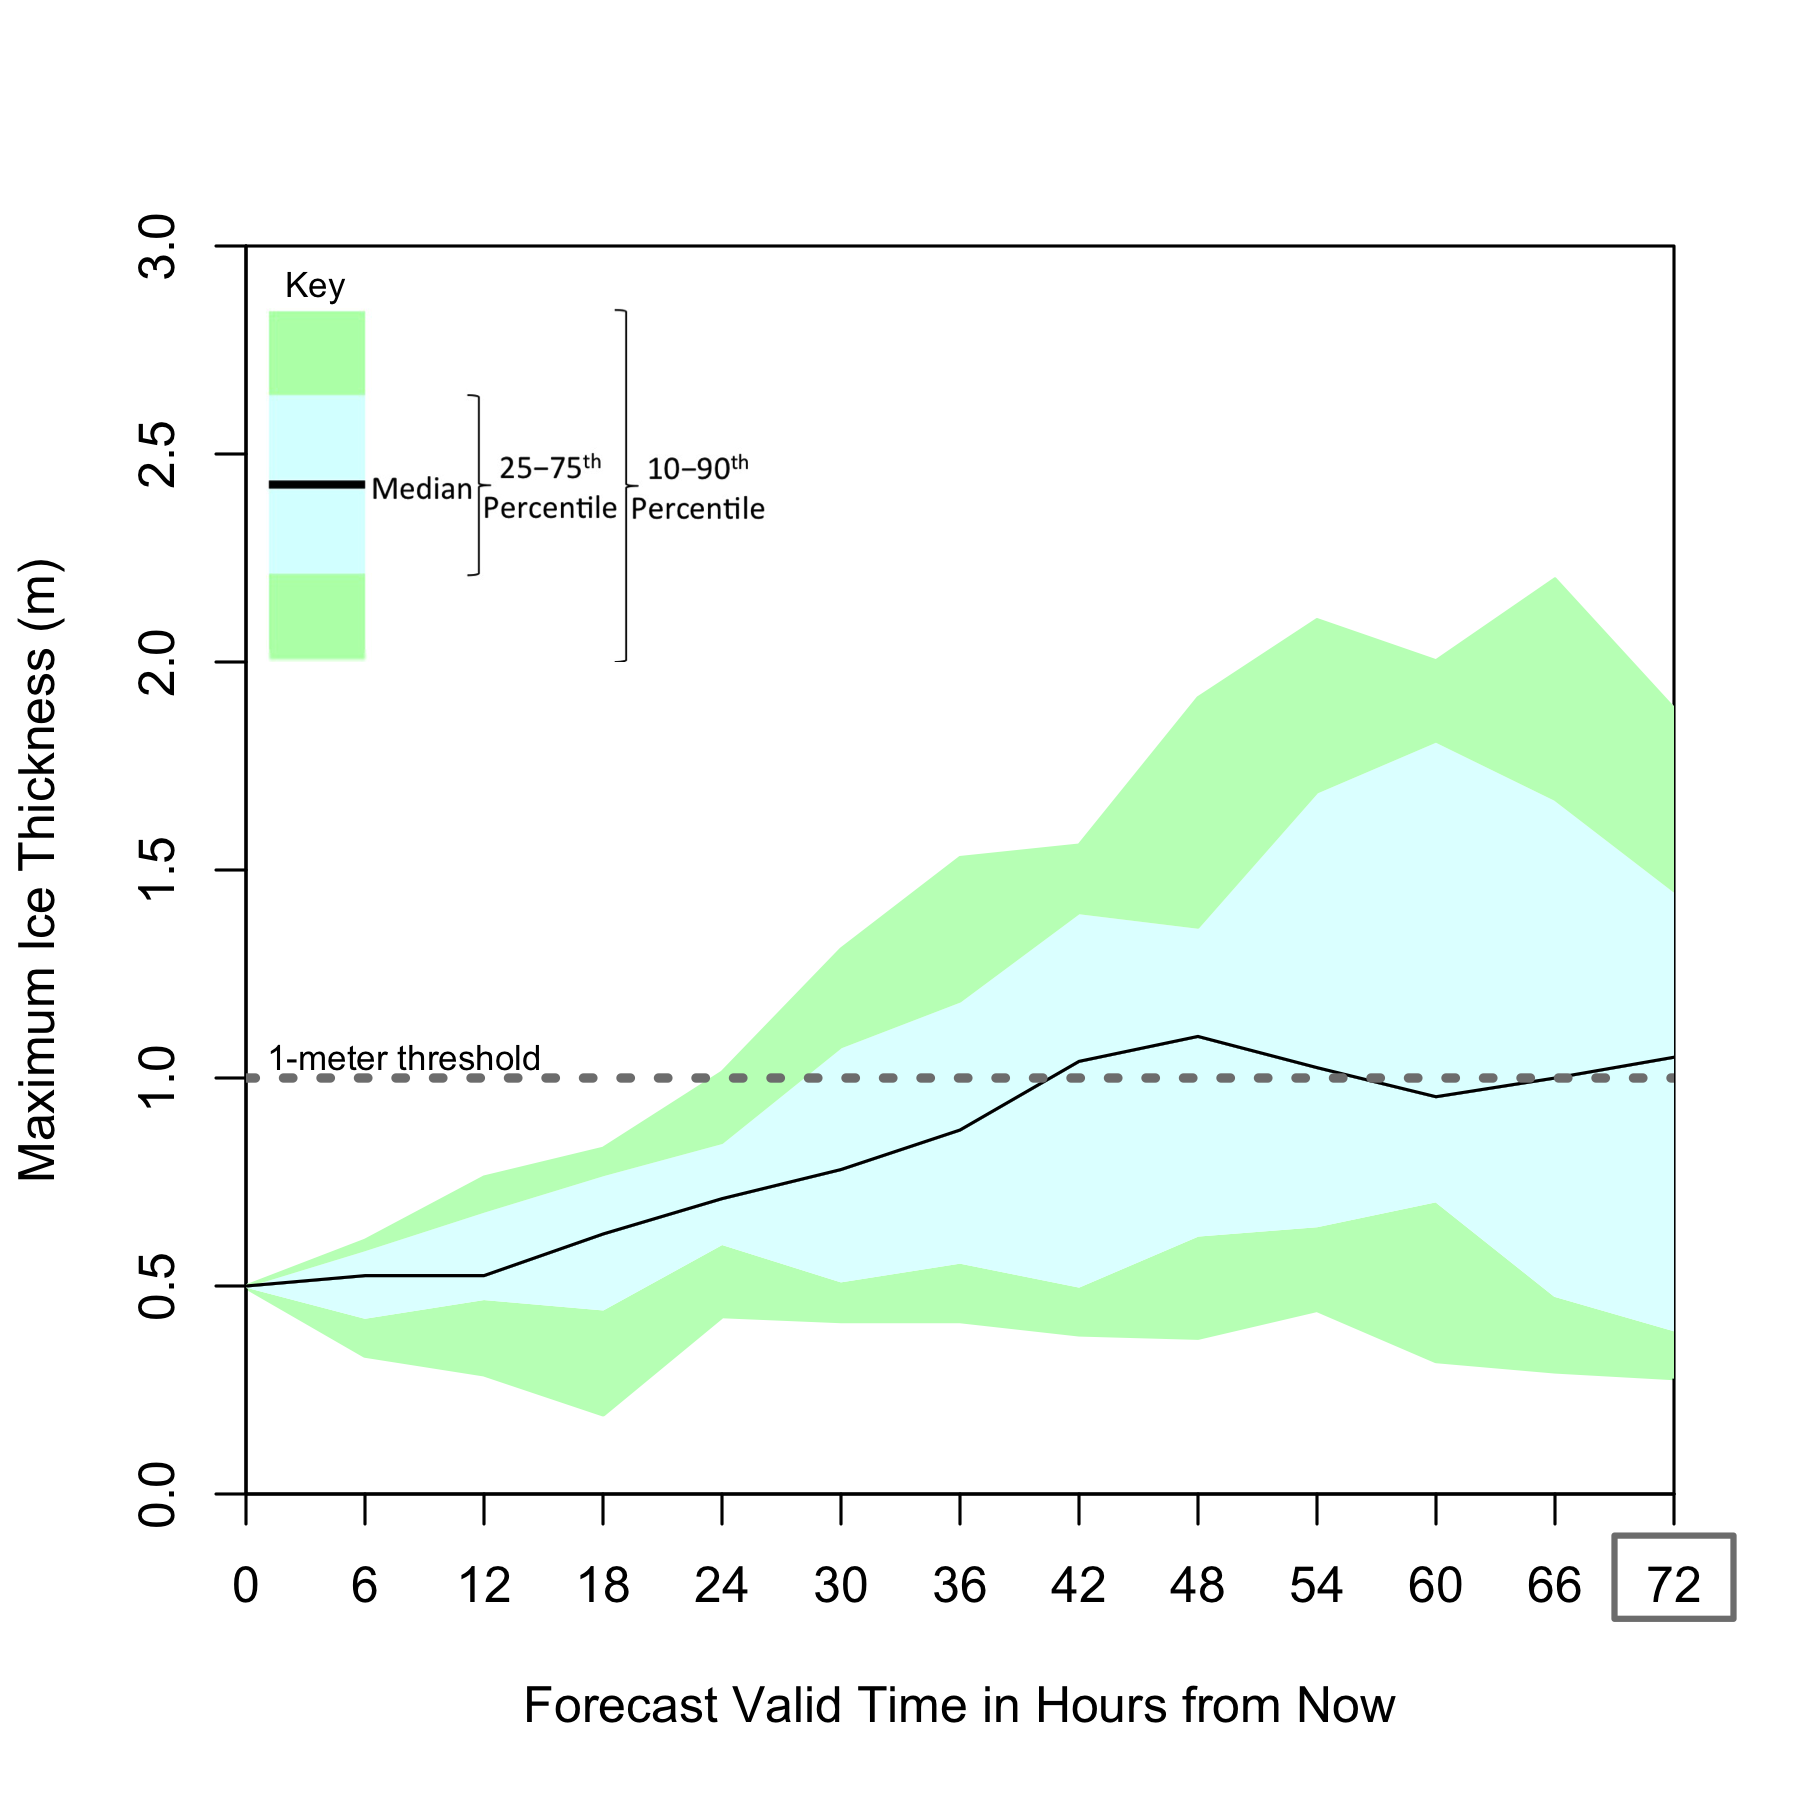 3.0
2.5
2.0
1.5
1.0
0.5
0.0
Maximum Ice Thickness (m)
Key
Median
25–75th
Percentile
10–90th
Percentile
1-meter threshold
0 6 12 18 24 30 36 42 48 54 60 66 72
Forecast Valid Time in Hours from Now